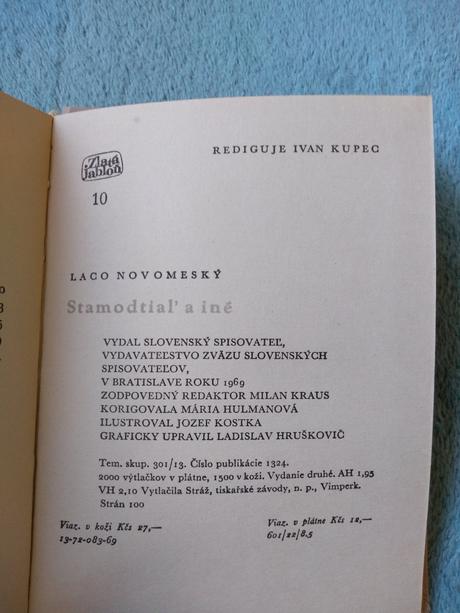 REDIGUJE IVAN KUPEC
Zlatá
Jabloň
10
LACO NOVOMESKÝ
Stamodtiaľ a iné
VYDAL SLOVENSKÝ SPISOVATEĽ,
VYDAVATEĽSTVO ZVÄZU SLOVENSKÝCH
SPISOVATEĽOV,
V BRATISLAVE ROKU 1969
ZODPOVEDNÝ REDAKTOR MILAN KRAUS
KORIGOVALA MÁRIA HULMANOVÁ
ILUSTROVAL JOZEF KOSTKA
GRAFICKY UPRAVIL LADISLAV HRUŠKOVIČ
Tem. skup. 301/13. Číslo publikácie 1324.
2000 výtlačkov v plátne, 1500 v koži. Vydanie druhé. AH 1,95
VH 2,10 Vytlačila Stráž, tiskařské závody, n. p., Vimperk.
Strán 100
Viaz. v koži Kčs 27,—
13-72-083-69
Viaz. v plátne Kčs 12,—
601/22/8.5